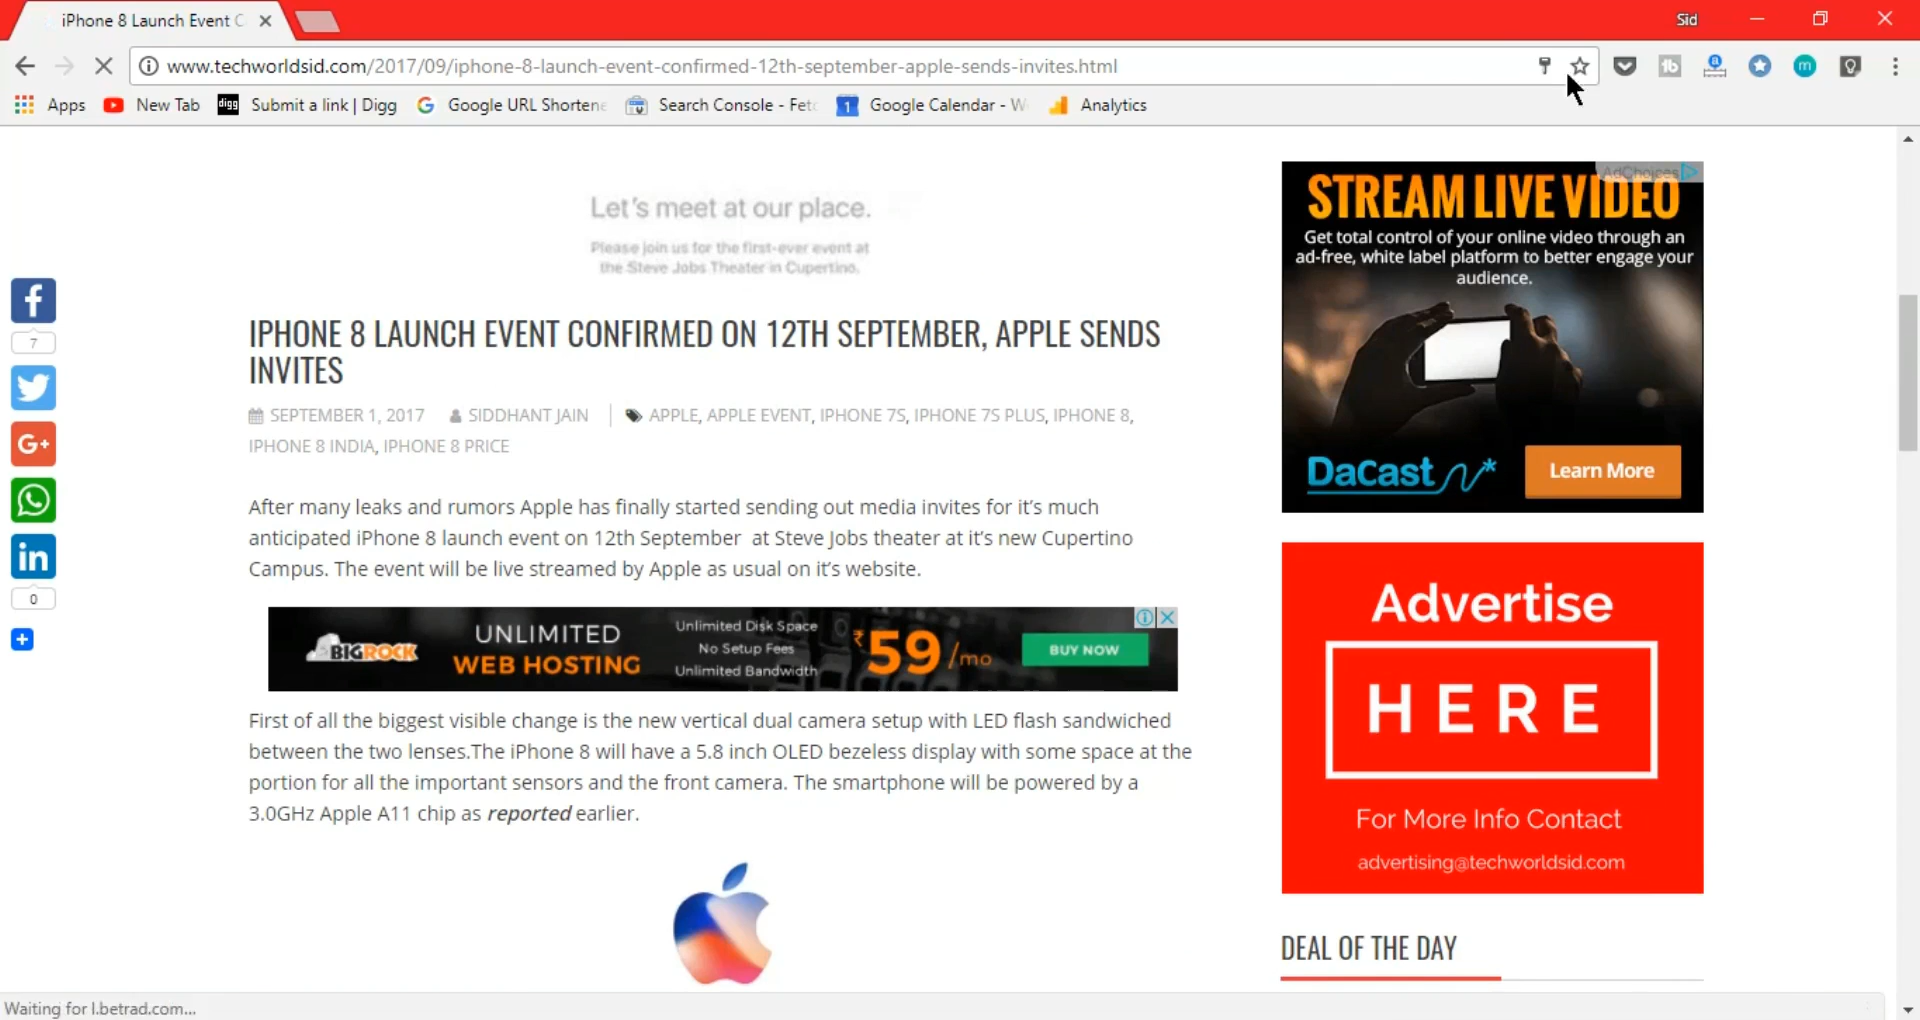 iPhone 8 Launch Event C
Sid
www.techworldsid.com/2017/09/iphone-8-launch-event-confirmed-12th-september-apple-sends-invites.html
Apps New Tab digg Submit a link | Digg Google URL Shortene Search Console - Fetc 1 Google Calendar - W Analytics
Let's meet at our place.
Please join us for the first-ever event at
the Steve Jobs Theater in Cupertino.
IPHONE 8 LAUNCH EVENT CONFIRMED ON 12TH SEPTEMBER, APPLE SENDS
INVITES
SEPTEMBER 1, 2017 SIDDHANT JAIN | APPLE, APPLE EVENT, IPHONE 7S, IPHONE 7S PLUS, IPHONE 8,
IPHONE 8 INDIA, IPHONE 8 PRICE
After many leaks and rumors Apple has finally started sending out media invites for it's much
anticipated iPhone 8 launch event on 12th September at Steve Jobs theater at it's new Cupertino
Campus. The event will be live streamed by Apple as usual on it's website.
BIGROCK
UNLIMITED
WEB HOSTING
Unlimited Disk Space
No Setup Fees
Unlimited Bandwidth
₹59/mo
BUY NOW
First of all the biggest visible change is the new vertical dual camera setup with LED flash sandwiched
between the two lenses.The iPhone 8 will have a 5.8 inch OLED bezeless display with some space at the
portion for all the important sensors and the front camera. The smartphone will be powered by a
3.0GHz Apple A11 chip as reported earlier.
f
7
G+
in
0
AdChoices
STREAM LIVE VIDEO
Get total control of your online video through an
ad-free, white label platform to better engage your
audience.
DaCast
Learn More
Advertise
HERE
For More Info Contact
advertising@techworldsid.com
DEAL OF THE DAY
Waiting for l.betrad.com...